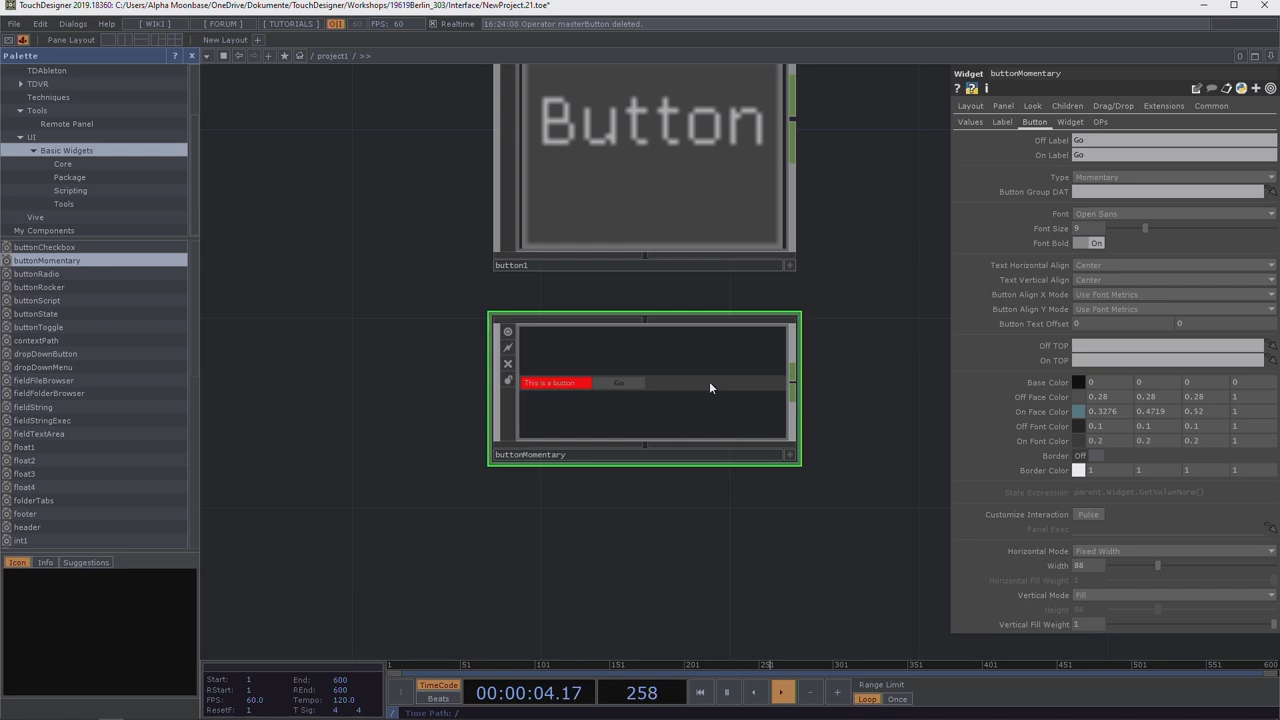 TouchDesigner 2019.18360: C:/Users/Alpha Moonbase/OneDrive/Dokumente/TouchDesigner/Workshops/19619Berlin_303/Interface/NewProject.21.toe*
File Edit Dialogs Help [ WIKI ] [ FORUM ] [ TUTORIALS ] O|I 60 FPS: 60 Realtime 16:24:08 Operator masterButton deleted.
Pane Layout New Layout +
Palette ? x / project1 / >>
TDAbleton
TDVR
Techniques
Tools
Remote Panel
UI
Basic Widgets
Core
Package
Scripting
Tools
Vive
My Components
buttonCheckbox
buttonMomentary
buttonRadio
buttonRocker
buttonScript
buttonState
buttonToggle
contextPath
dropDownButton
dropDownMenu
fieldFileBrowser
fieldFolderBrowser
fieldString
fieldStringExec
fieldTextArea
float1
float2
float3
float4
folderTabs
footer
header
int1
Icon Info Suggestions
Button
button1
This is a button Go
buttonMomentary
Widget buttonMomentary
? ? i
Layout Panel Look Children Drag/Drop Extensions Common
Values Label Button Widget OPs
Off Label Go
On Label Go
Type Momentary
Button Group DAT
Font Open Sans
Font Size 9
Font Bold On
Text Horizontal Align Center
Text Vertical Align Center
Button Align X Mode Use Font Metrics
Button Align Y Mode Use Font Metrics
Button Text Offset 0 0
Off TOP
On TOP
Base Color 0 0 0 0
Off Face Color 0.28 0.28 0.28 1
On Face Color 0.3276 0.4719 0.52 1
Off Font Color 0.1 0.1 0.1 1
On Font Color 0.2 0.2 0.2 1
Border Off
Border Color 1 1 1 1
State Expression parent.Widget.GetValueNorm()
Customize Interaction Pulse
Panel Exec
Horizontal Mode Fixed Width
Width 88
Horizontal Fill Weight 1
Vertical Mode Fill
Height 88
Vertical Fill Weight 1
1 51 101 151 201 251 301 351 401 451 501 551 600
Start: 1 End: 600
RStart: 1 REnd: 600
FPS: 60.0 Tempo: 120.0
ResetF: 1 T Sig: 4 4
TimeCode
Beats
00:00:04.17 258
Range Limit
Loop Once
/ Time Path: /